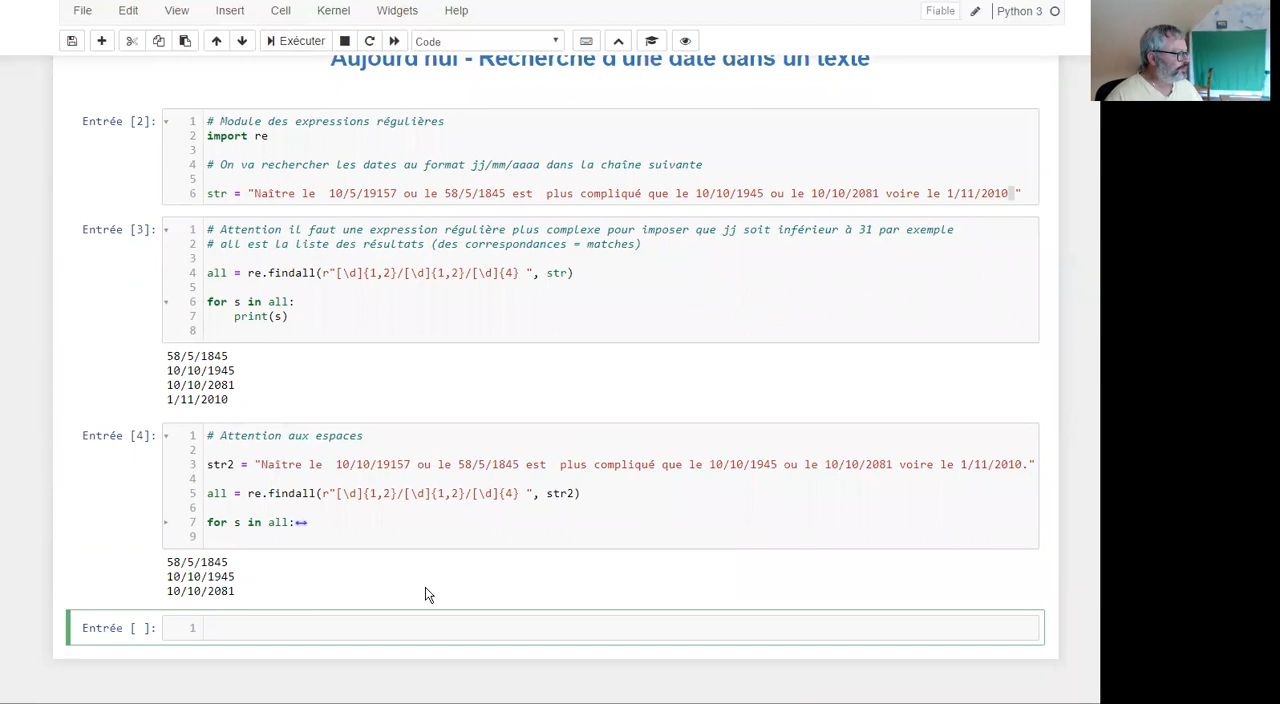 File Edit View Insert Cell Kernel Widgets Help Fiable Python 3
Exécuter Code
Aujourd'hui - Recherche d'une date dans un texte
Entrée [2]:
1 # Module des expressions régulières
2 import re
3
4 # On va rechercher les dates au format jj/mm/aaaa dans la chaîne suivante
5
6 str = "Naître le  10/5/19157 ou le 58/5/1845 est  plus compliqué que le 10/10/1945 ou le 10/10/2081 voire le 1/11/2010 "
Entrée [3]:
1 # Attention il faut une expression régulière plus complexe pour imposer que jj soit inférieur à 31 par exemple
2 # all est la liste des résultats (des correspondances = matches)
3
4 all = re.findall(r"[\d]{1,2}/[\d]{1,2}/[\d]{4} ", str)
5
6 for s in all:
7     print(s)
8
58/5/1845
10/10/1945
10/10/2081
1/11/2010
Entrée [4]:
1 # Attention aux espaces
2
3 str2 = "Naître le  10/10/19157 ou le 58/5/1845 est  plus compliqué que le 10/10/1945 ou le 10/10/2081 voire le 1/11/2010."
4
5 all = re.findall(r"[\d]{1,2}/[\d]{1,2}/[\d]{4} ", str2)
6
7 for s in all:↔
9
58/5/1845
10/10/1945
10/10/2081
Entrée [ ]:
1